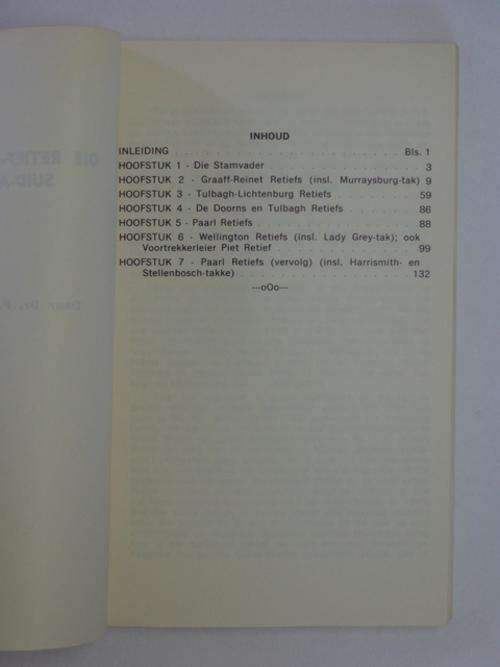 INHOUD
INLEIDING . . . . . . . . . . . . . . . . . . . . . . . . . Bls. 1
HOOFSTUK 1 - Die Stamvader . . . . . . . . . . . . . . . . 3
HOOFSTUK 2 - Graaff-Reinet Retiefs (insl. Murraysburg-tak) 9
HOOFSTUK 3 - Tulbagh-Lichtenburg Retiefs . . . . . . . . . 59
HOOFSTUK 4 - De Doorns en Tulbagh Retiefs . . . . . . . . 86
HOOFSTUK 5 - Paarl Retiefs . . . . . . . . . . . . . . . . . 88
HOOFSTUK 6 - Wellington Retiefs (insl. Lady Grey-tak); ook
Voortrekkerleier Piet Retief . . . . . . . . . . . . . . . 99
HOOFSTUK 7 - Paarl Retiefs (vervolg) (insl. Harrismith- en
Stellenbosch-takke) . . . . . . . . . . . . . . . . . . . 132
—oOo—